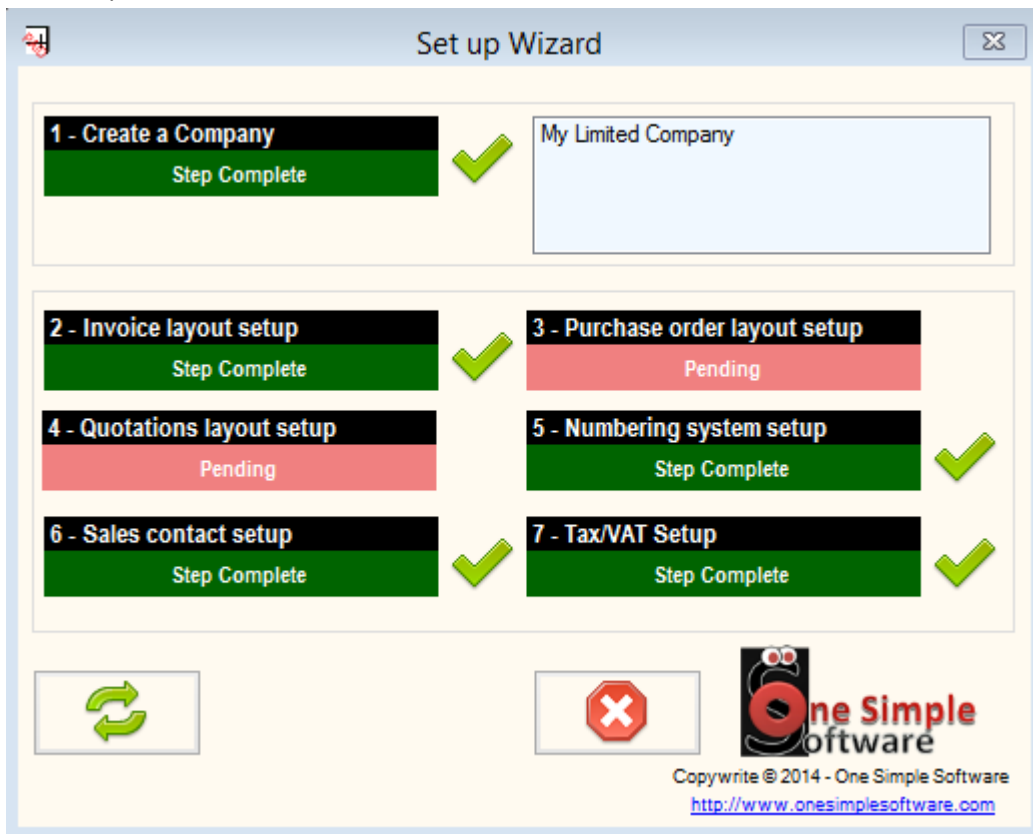 Set up Wizard
1 - Create a Company
Step Complete
My Limited Company
2 - Invoice layout setup
Step Complete
3 - Purchase order layout setup
Pending
4 - Quotations layout setup
Pending
5 - Numbering system setup
Step Complete
6 - Sales contact setup
Step Complete
7 - Tax/VAT Setup
Step Complete
One Simple
Software
Copywrite © 2014 - One Simple Software
http://www.onesimplesoftware.com